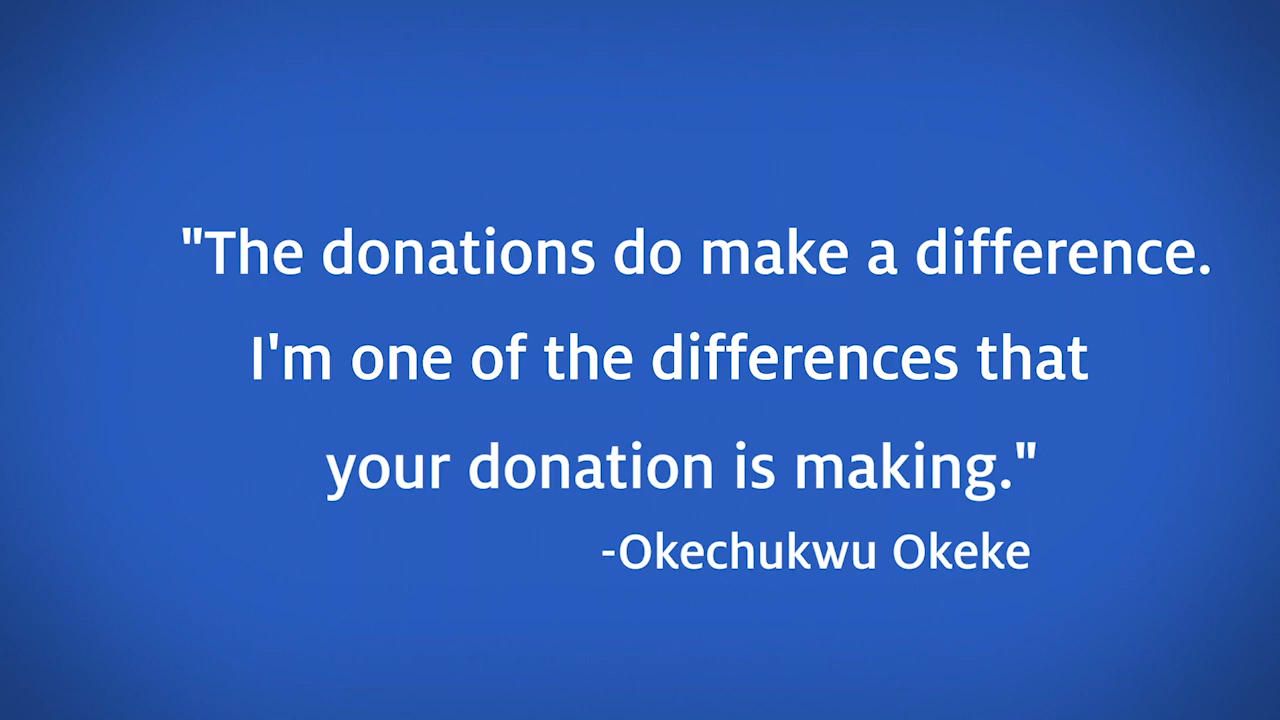 "The donations do make a difference.
I'm one of the differences that
your donation is making."
-Okechukwu Okeke